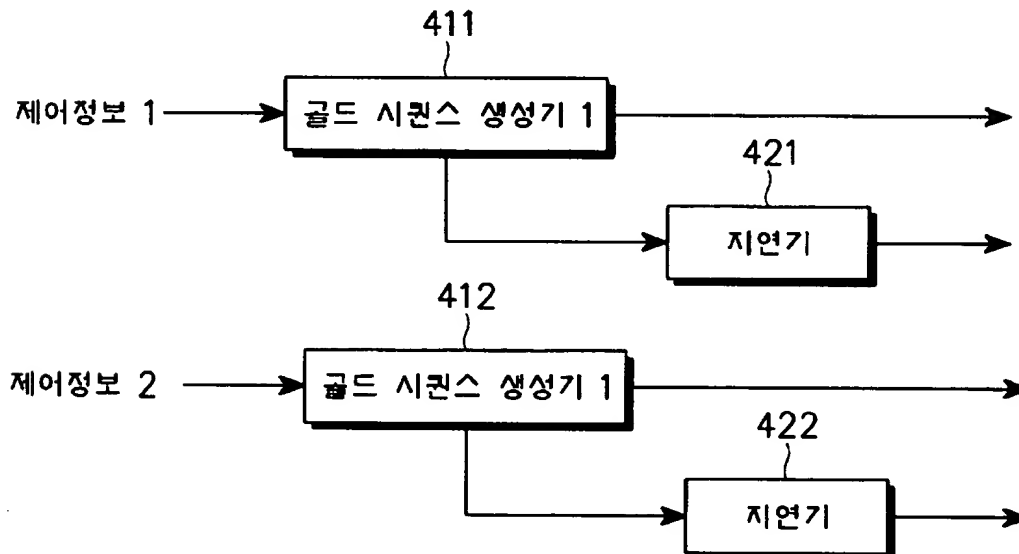 411
제어정보 1
골드 시퀀스 생성기 1
421
지연기
412
제어정보 2
골드 시퀀스 생성기 1
422
지연기